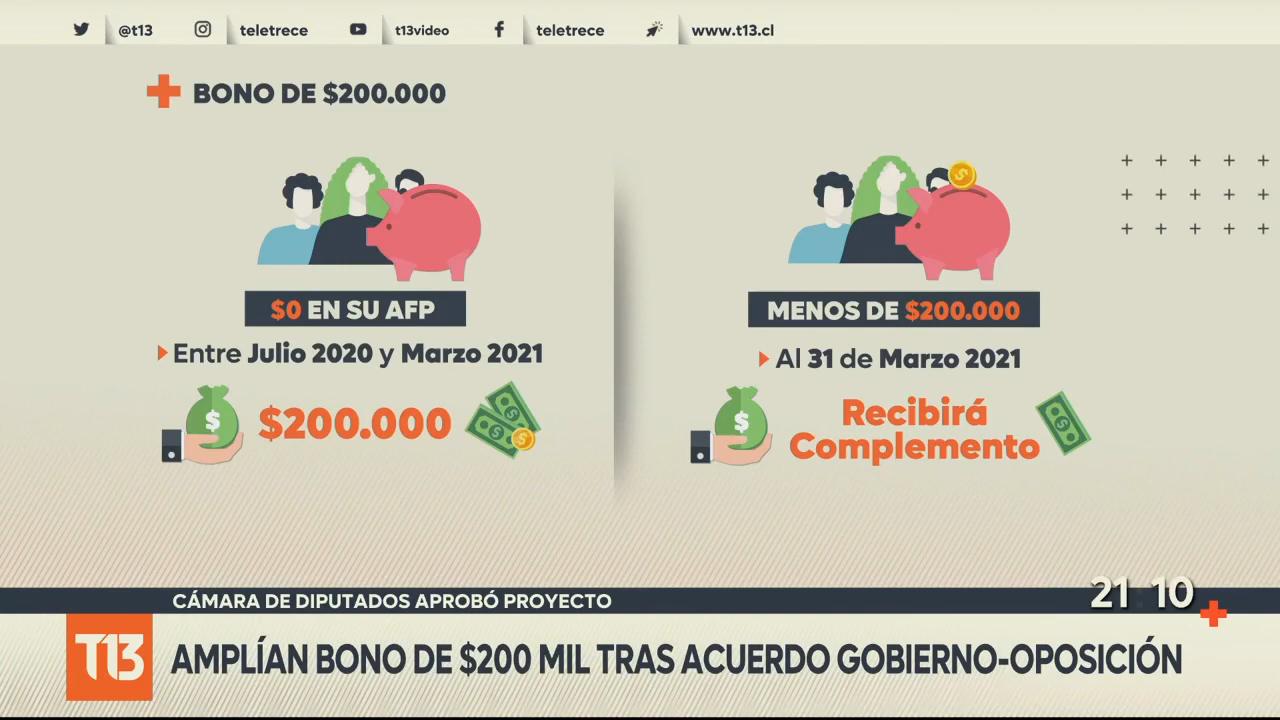 @t13 teletrece t13video teletrece www.t13.cl
BONO DE $200.000
$0 EN SU AFP
Entre Julio 2020 y Marzo 2021
$200.000
MENOS DE $200.000
Al 31 de Marzo 2021
Recibirá
Complemento
CÁMARA DE DIPUTADOS APROBÓ PROYECTO
21:10
T13
AMPLÍAN BONO DE $200 MIL TRAS ACUERDO GOBIERNO-OPOSICIÓN